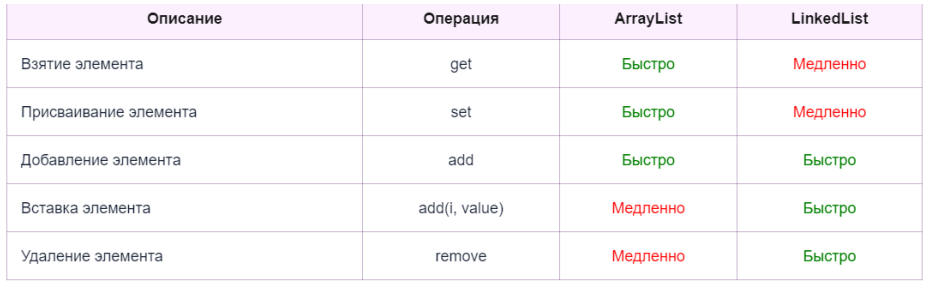 Описание Операция ArrayList LinkedList
Взятие элемента get Быстро Медленно
Присваивание элемента set Быстро Медленно
Добавление элемента add Быстро Быстро
Вставка элемента add(i, value) Медленно Быстро
Удаление элемента remove Медленно Быстро